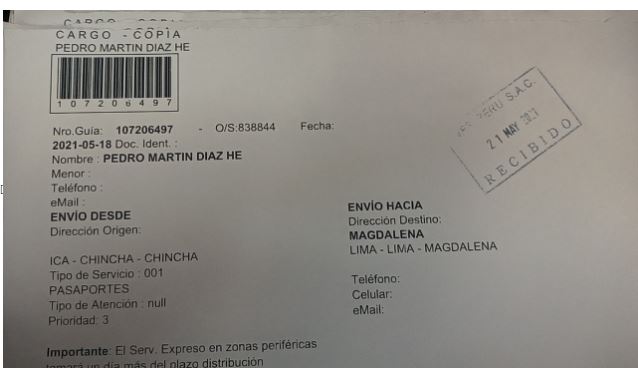 CARGO - COPIA
PEDRO MARTIN DIAZ HE
107206497
Nro.Guía: 107206497 - O/S:838844 Fecha:
2021-05-18 Doc. Ident. :
Nombre : PEDRO MARTIN DIAZ HE
Menor :
Teléfono :
eMail :
ENVÍO DESDE
Dirección Origen:
ICA - CHINCHA - CHINCHA
Tipo de Servicio : 001
PASAPORTES
Tipo de Atención : null
Prioridad: 3
ENVÍO HACIA
Dirección Destino:
MAGDALENA
LIMA - LIMA - MAGDALENA
Teléfono:
Celular:
eMail:
PERU S.A.C.
21 MAY 2021
RECIBIDO
Importante: El Serv. Expreso en zonas periféricas
tomará un día más del plazo distribución